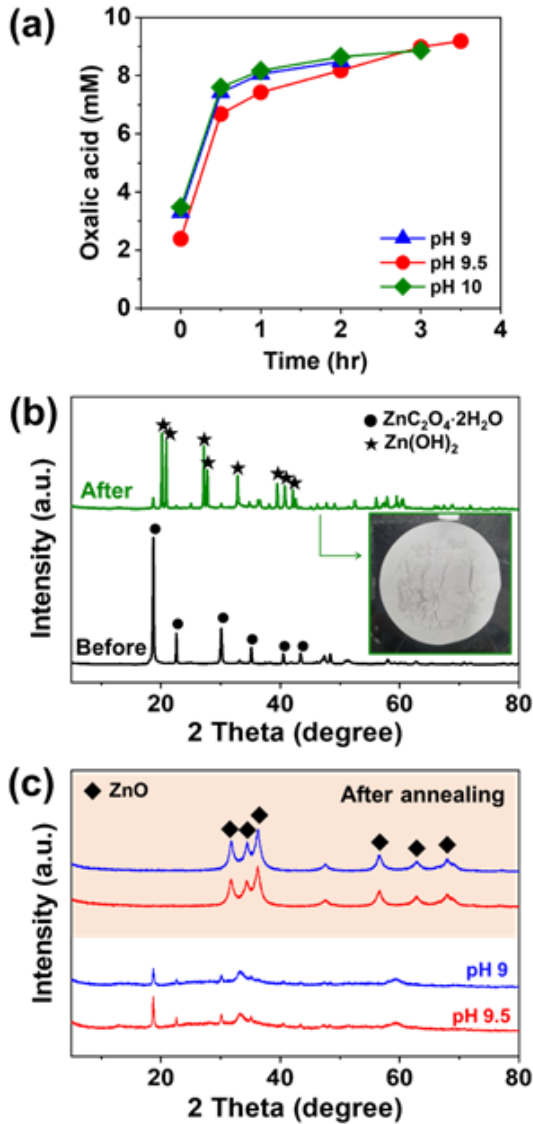 (a)
10
8
6
4
2
0
Oxalic acid (mM)
pH 9
pH 9.5
pH 10
0 1 2 3 4
Time (hr)
(b)
ZnC₂O₄·2H₂O
Zn(OH)₂
After
Before
Intensity (a.u.)
20 40 60 80
2 Theta (degree)
(c)
ZnO
After annealing
pH 9
pH 9.5
Intensity (a.u.)
20 40 60 80
2 Theta (degree)